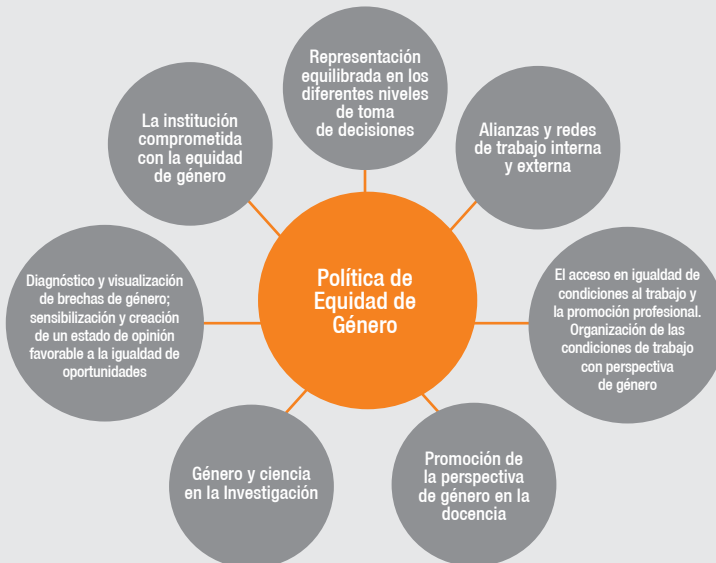 Representación
equilibrada en los
diferentes niveles
de toma
de decisiones
La institución
comprometida
con la equidad
de género
Alianzas y redes
de trabajo interna
y externa
Política de
Equidad de
Género
Diagnóstico y visualización
de brechas de género;
sensibilización y creación
de un estado de opinión
favorable a la igualdad de
oportunidades
El acceso en igualdad de
condiciones al trabajo y
la promoción profesional.
Organización de las
condiciones de trabajo
con perspectiva
de género
Género y ciencia
en la Investigación
Promoción de
la perspectiva
de género en la
docencia